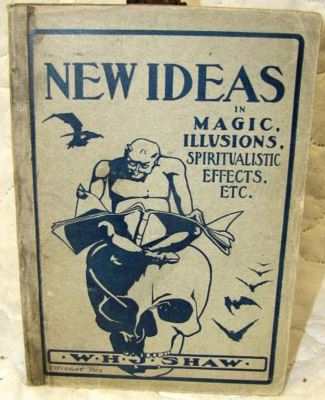 NEW IDEAS
IN
MAGIC,
ILLUSIONS,
SPIRITUALISTIC
EFFECTS,
ETC.
· W · H · J · SHAW ·
COPYRIGHT